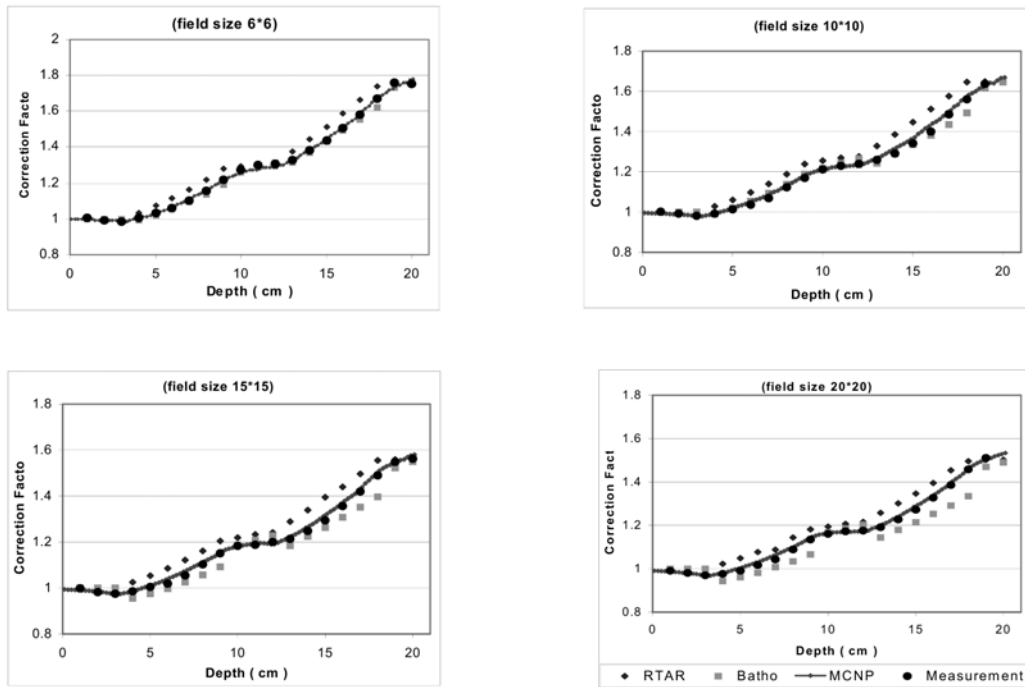 (field size 6*6)
2
1.8
1.6
1.4
1.2
1
0.8
Correction Facto
0 5 10 15 20
Depth ( cm )
(field size 10*10)
1.8
1.6
1.4
1.2
1
0.8
Correction Facto
0 5 10 15 20
Depth ( cm )
(field size 15*15)
1.8
1.6
1.4
1.2
1
0.8
Correction Facto
0 5 10 15 20
Depth ( cm )
(field size 20*20)
1.8
1.6
1.4
1.2
1
0.8
Correction Fact
0 5 10 15 20
Depth ( cm )
RTAR Batho MCNP Measurement